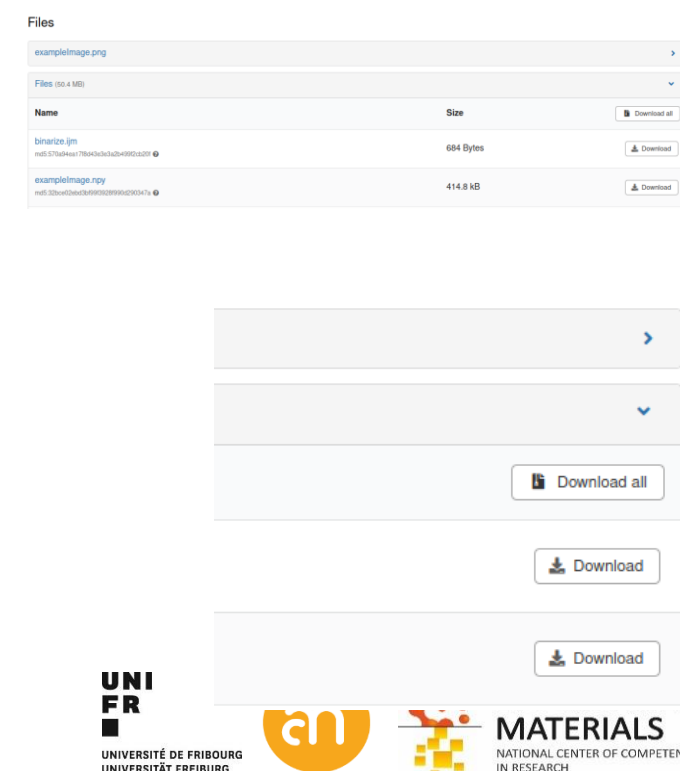 Files
exampleImage.png
Files (50.4 MB)
Name Size Download all
binarize.ijm 684 Bytes Download
exampleImage.npy 414.8 kB Download
Download all
Download
Download
UNI
FR
an
MATERIALS
UNIVERSITÉ DE FRIBOURG
NATIONAL CENTER OF COMPETEN
UNIVERSITÄT FREIBURG
IN RESEARCH